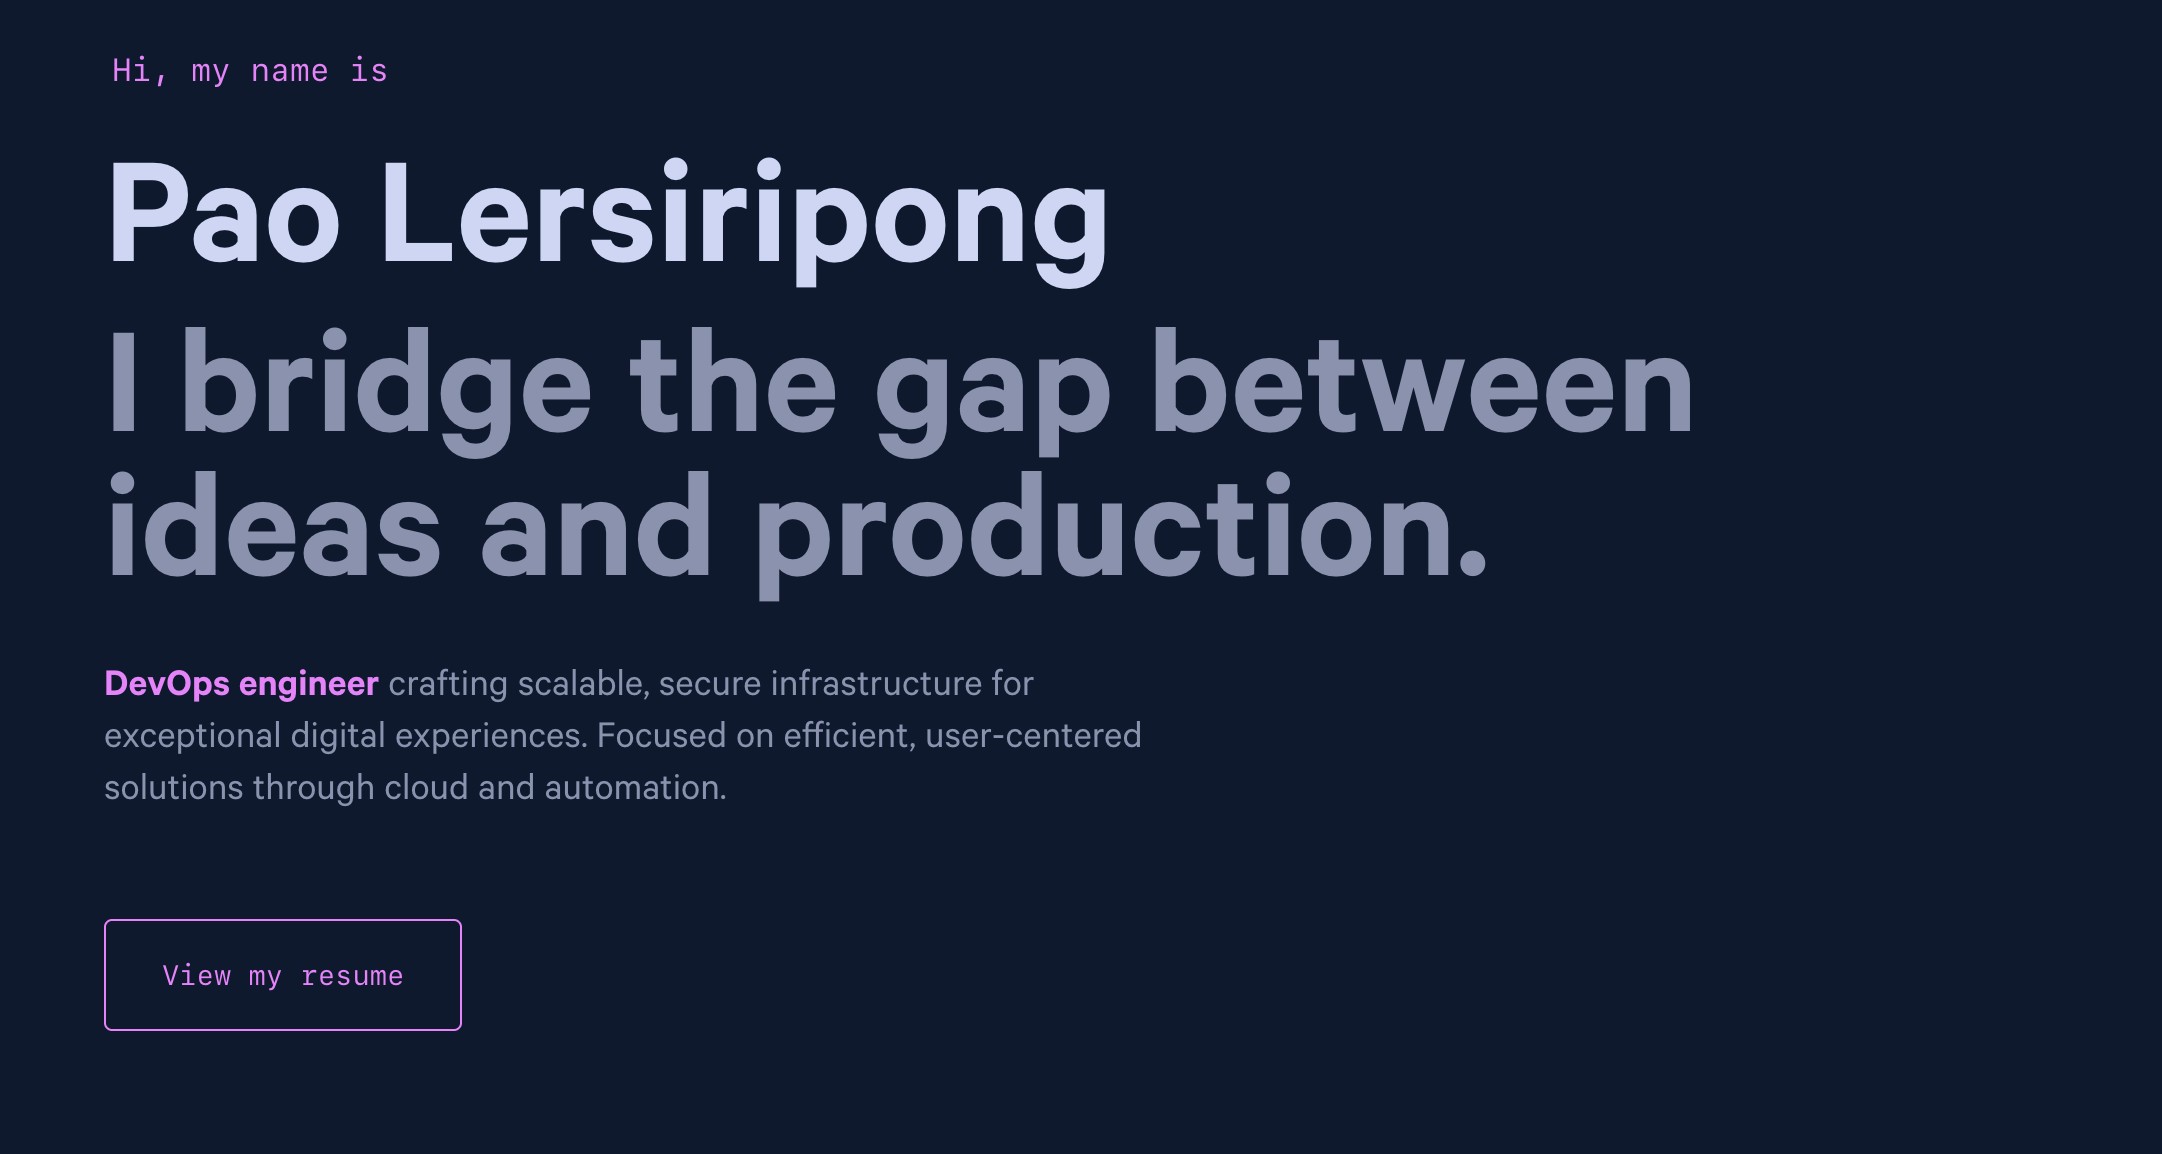 Hi, my name is
Pao Lersiripong
I bridge the gap between
ideas and production.
DevOps engineer crafting scalable, secure infrastructure for
exceptional digital experiences. Focused on efficient, user-centered
solutions through cloud and automation.
View my resume